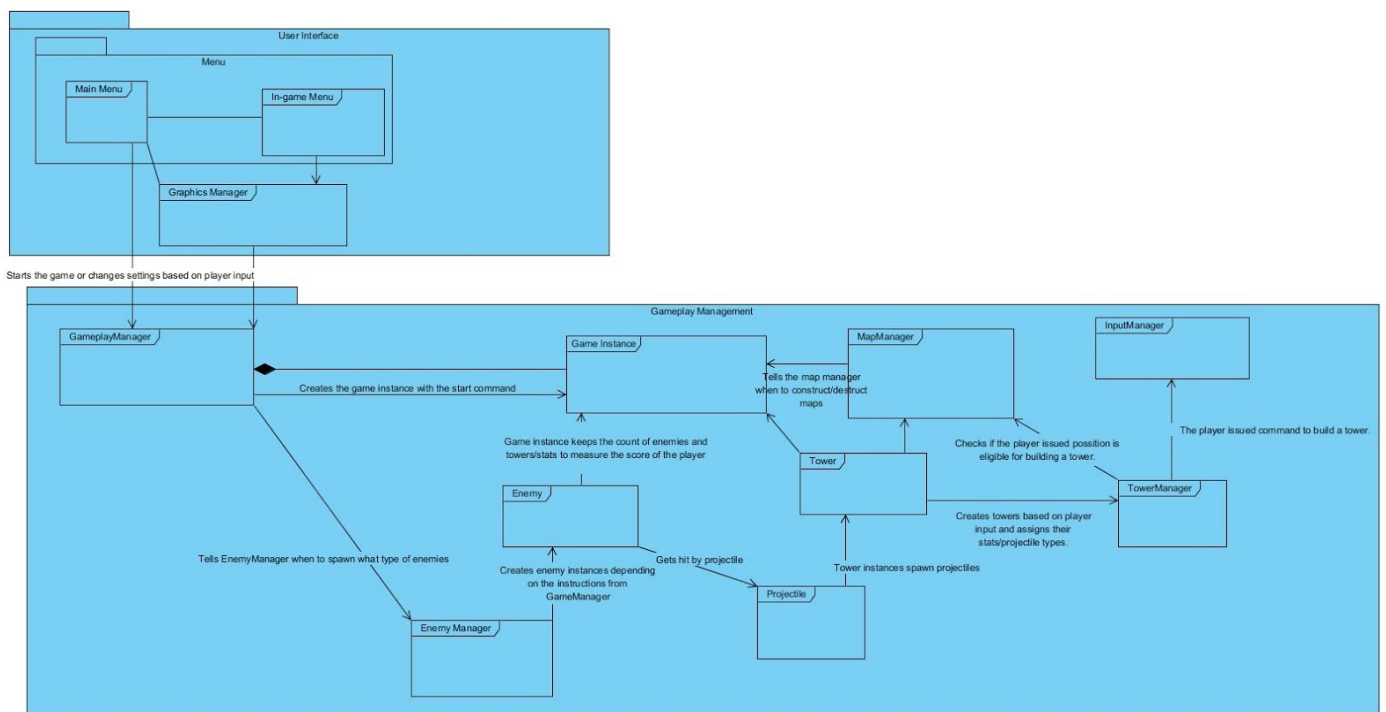 User Interface
Menu
Main Menu
In-game Menu
Graphics Manager
Starts the game or changes settings based on player input
Gameplay Management
GameplayManager
Game Instance
MapManager
InputManager
Creates the game instance with the start command
Tells the map manager
when to construct/destruct
maps
Game instance keeps the count of enemies and
towers/stats to measure the score of the player
Checks if the player issued possition is
eligible for building a tower.
The player issued command to build a tower.
Tower
TowerManager
Enemy
Creates towers based on player
input and assigns their
stats/projectile types.
Tells EnemyManager when to spawn what type of enemies
Gets hit by projectile
Tower instances spawn projectiles
Creates enemy instances depending
on the instructions from
GameManager
Projectile
Enemy Manager